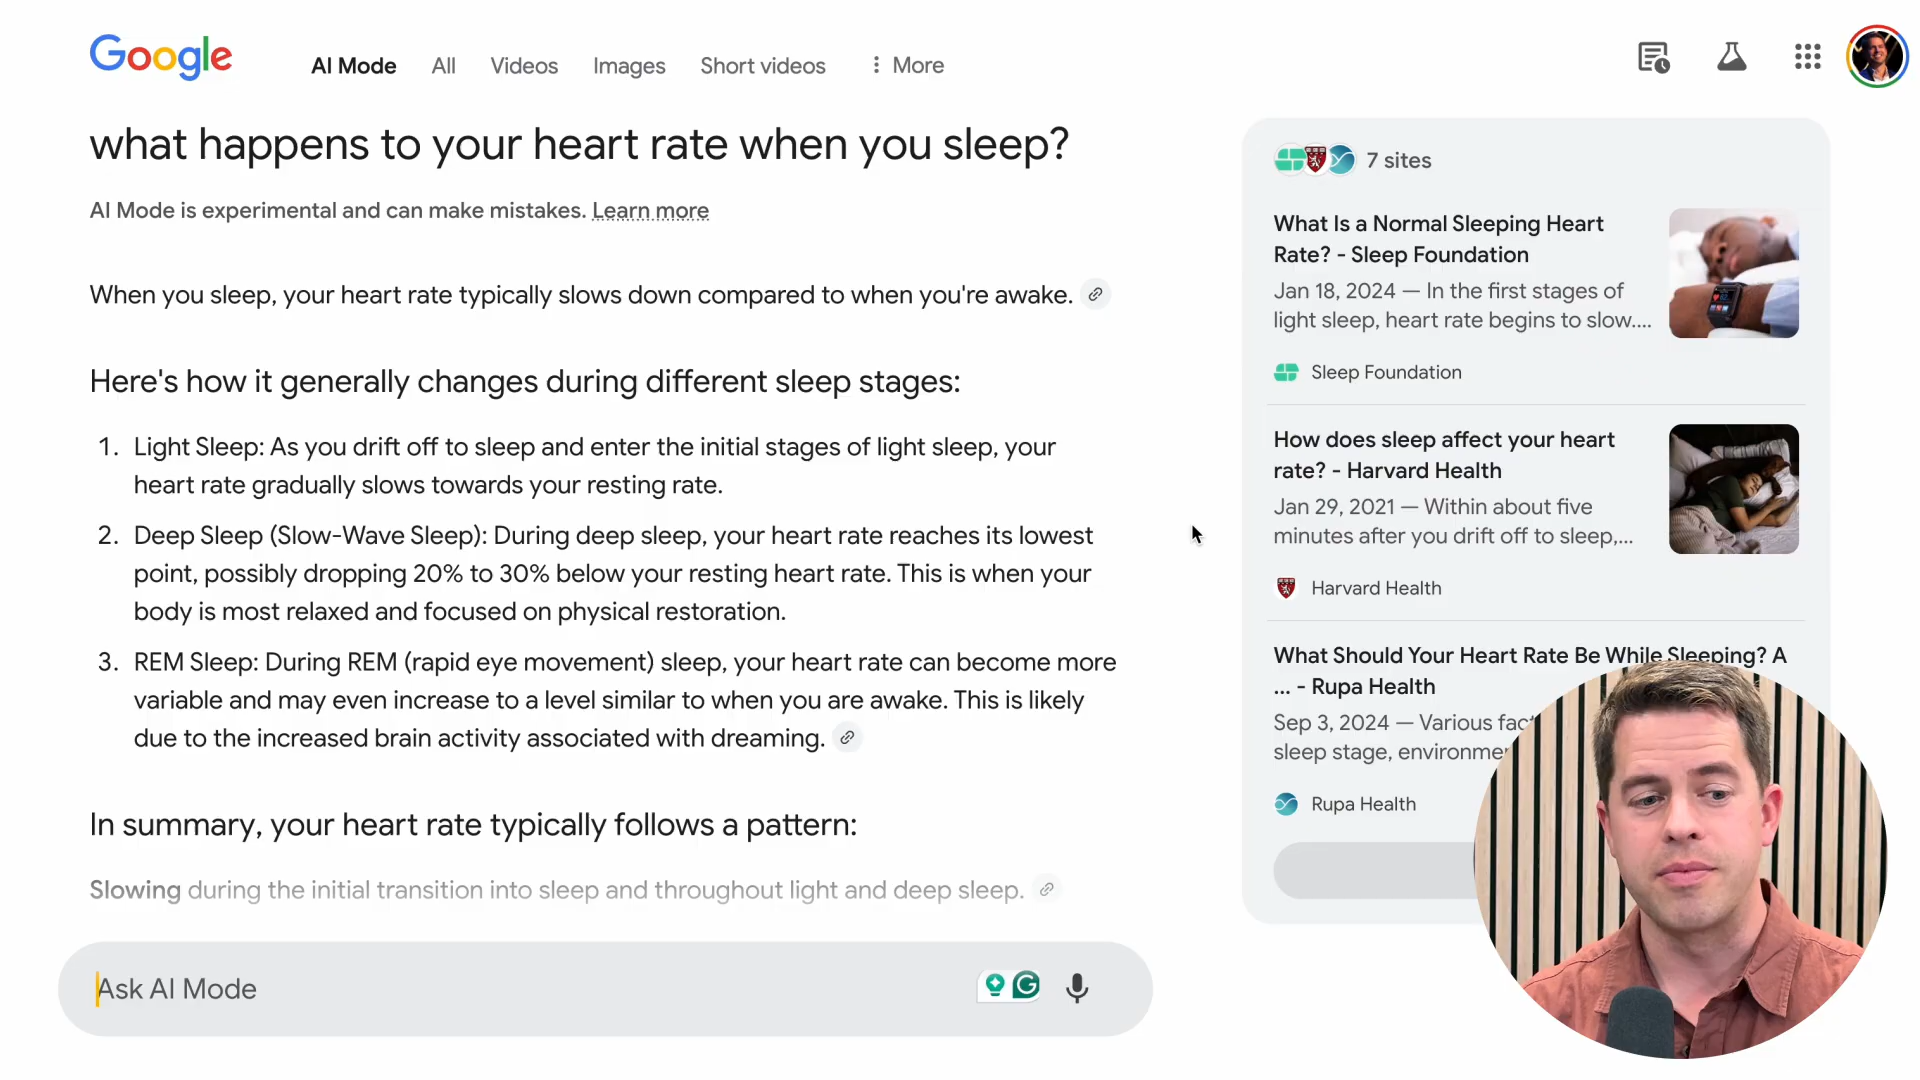 Google
AI Mode
All
Videos
Images
Short videos
More
what happens to your heart rate when you sleep?
AI Mode is experimental and can make mistakes. Learn more
When you sleep, your heart rate typically slows down compared to when you're awake.
Here's how it generally changes during different sleep stages:
1. Light Sleep: As you drift off to sleep and enter the initial stages of light sleep, your
heart rate gradually slows towards your resting rate.
2. Deep Sleep (Slow-Wave Sleep): During deep sleep, your heart rate reaches its lowest
point, possibly dropping 20% to 30% below your resting heart rate. This is when your
body is most relaxed and focused on physical restoration.
3. REM Sleep: During REM (rapid eye movement) sleep, your heart rate can become more
variable and may even increase to a level similar to when you are awake. This is likely
due to the increased brain activity associated with dreaming.
In summary, your heart rate typically follows a pattern:
Slowing during the initial transition into sleep and throughout light and deep sleep.
Ask AI Mode
7 sites
What Is a Normal Sleeping Heart
Rate? - Sleep Foundation
Jan 18, 2024 — In the first stages of
light sleep, heart rate begins to slow....
Sleep Foundation
How does sleep affect your heart
rate? - Harvard Health
Jan 29, 2021 — Within about five
minutes after you drift off to sleep,...
Harvard Health
What Should Your Heart Rate Be While Sleeping? A
... - Rupa Health
Sep 3, 2024 — Various
sleep stage,
Rupa Health